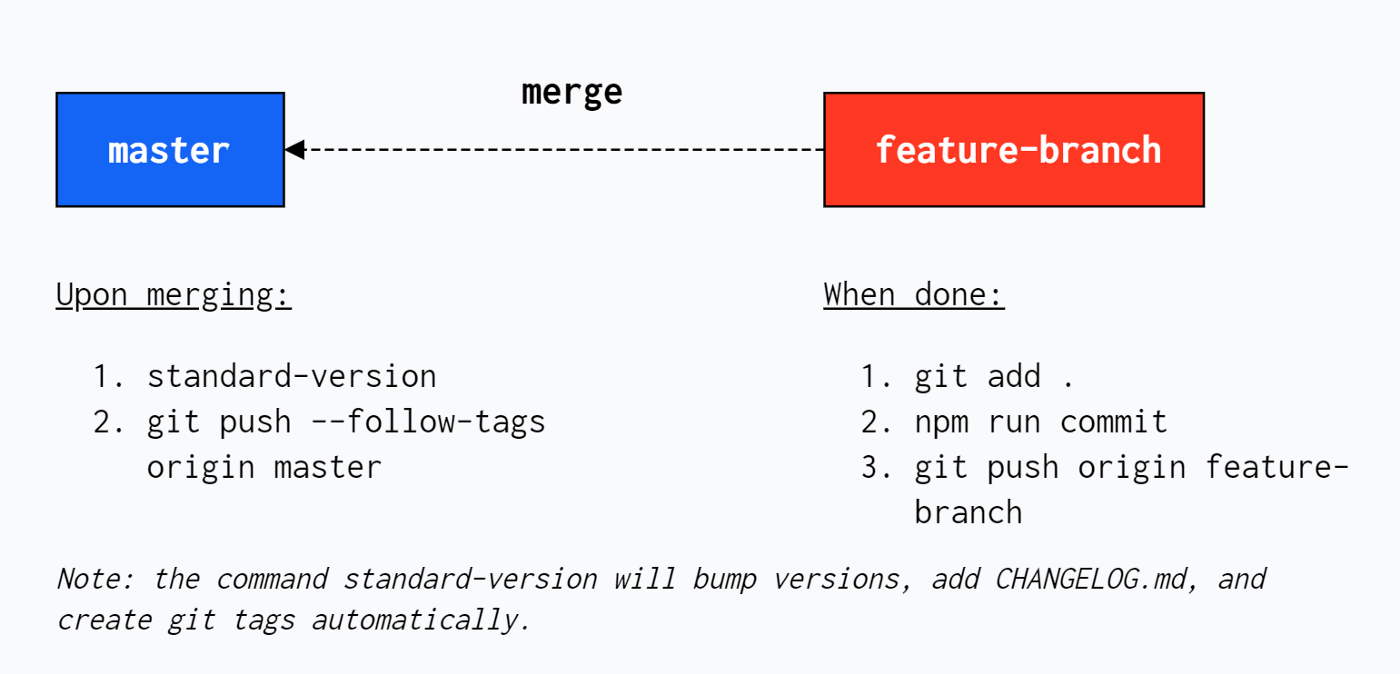 merge
master
feature-branch
Upon merging:
1. standard-version
2. git push --follow-tags
origin master
When done:
1. git add .
2. npm run commit
3. git push origin feature-
branch
Note: the command standard-version will bump versions, add CHANGELOG.md, and
create git tags automatically.